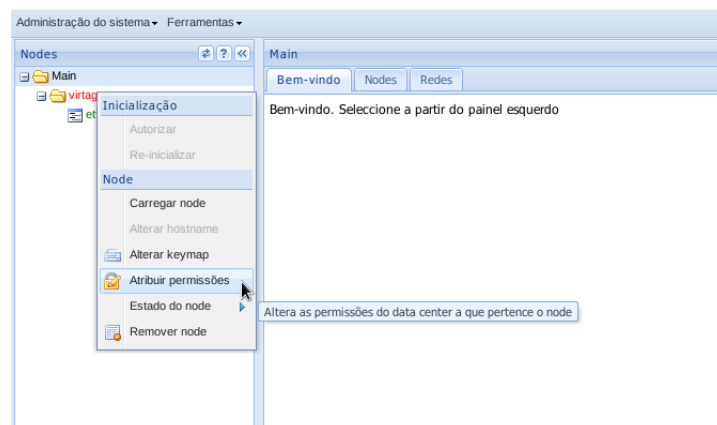 Administração do sistema Ferramentas
Nodes ?
Main
Main
Bem-vindo Nodes Redes
Bem-vindo. Seleccione a partir do painel esquerdo
virtag
et
Inicialização
Autorizar
Re-inicializar
Node
Carregar node
Alterar hostname
Alterar keymap
Atribuir permissões
Estado do node
Altera as permissões do data center a que pertence o node
Remover node